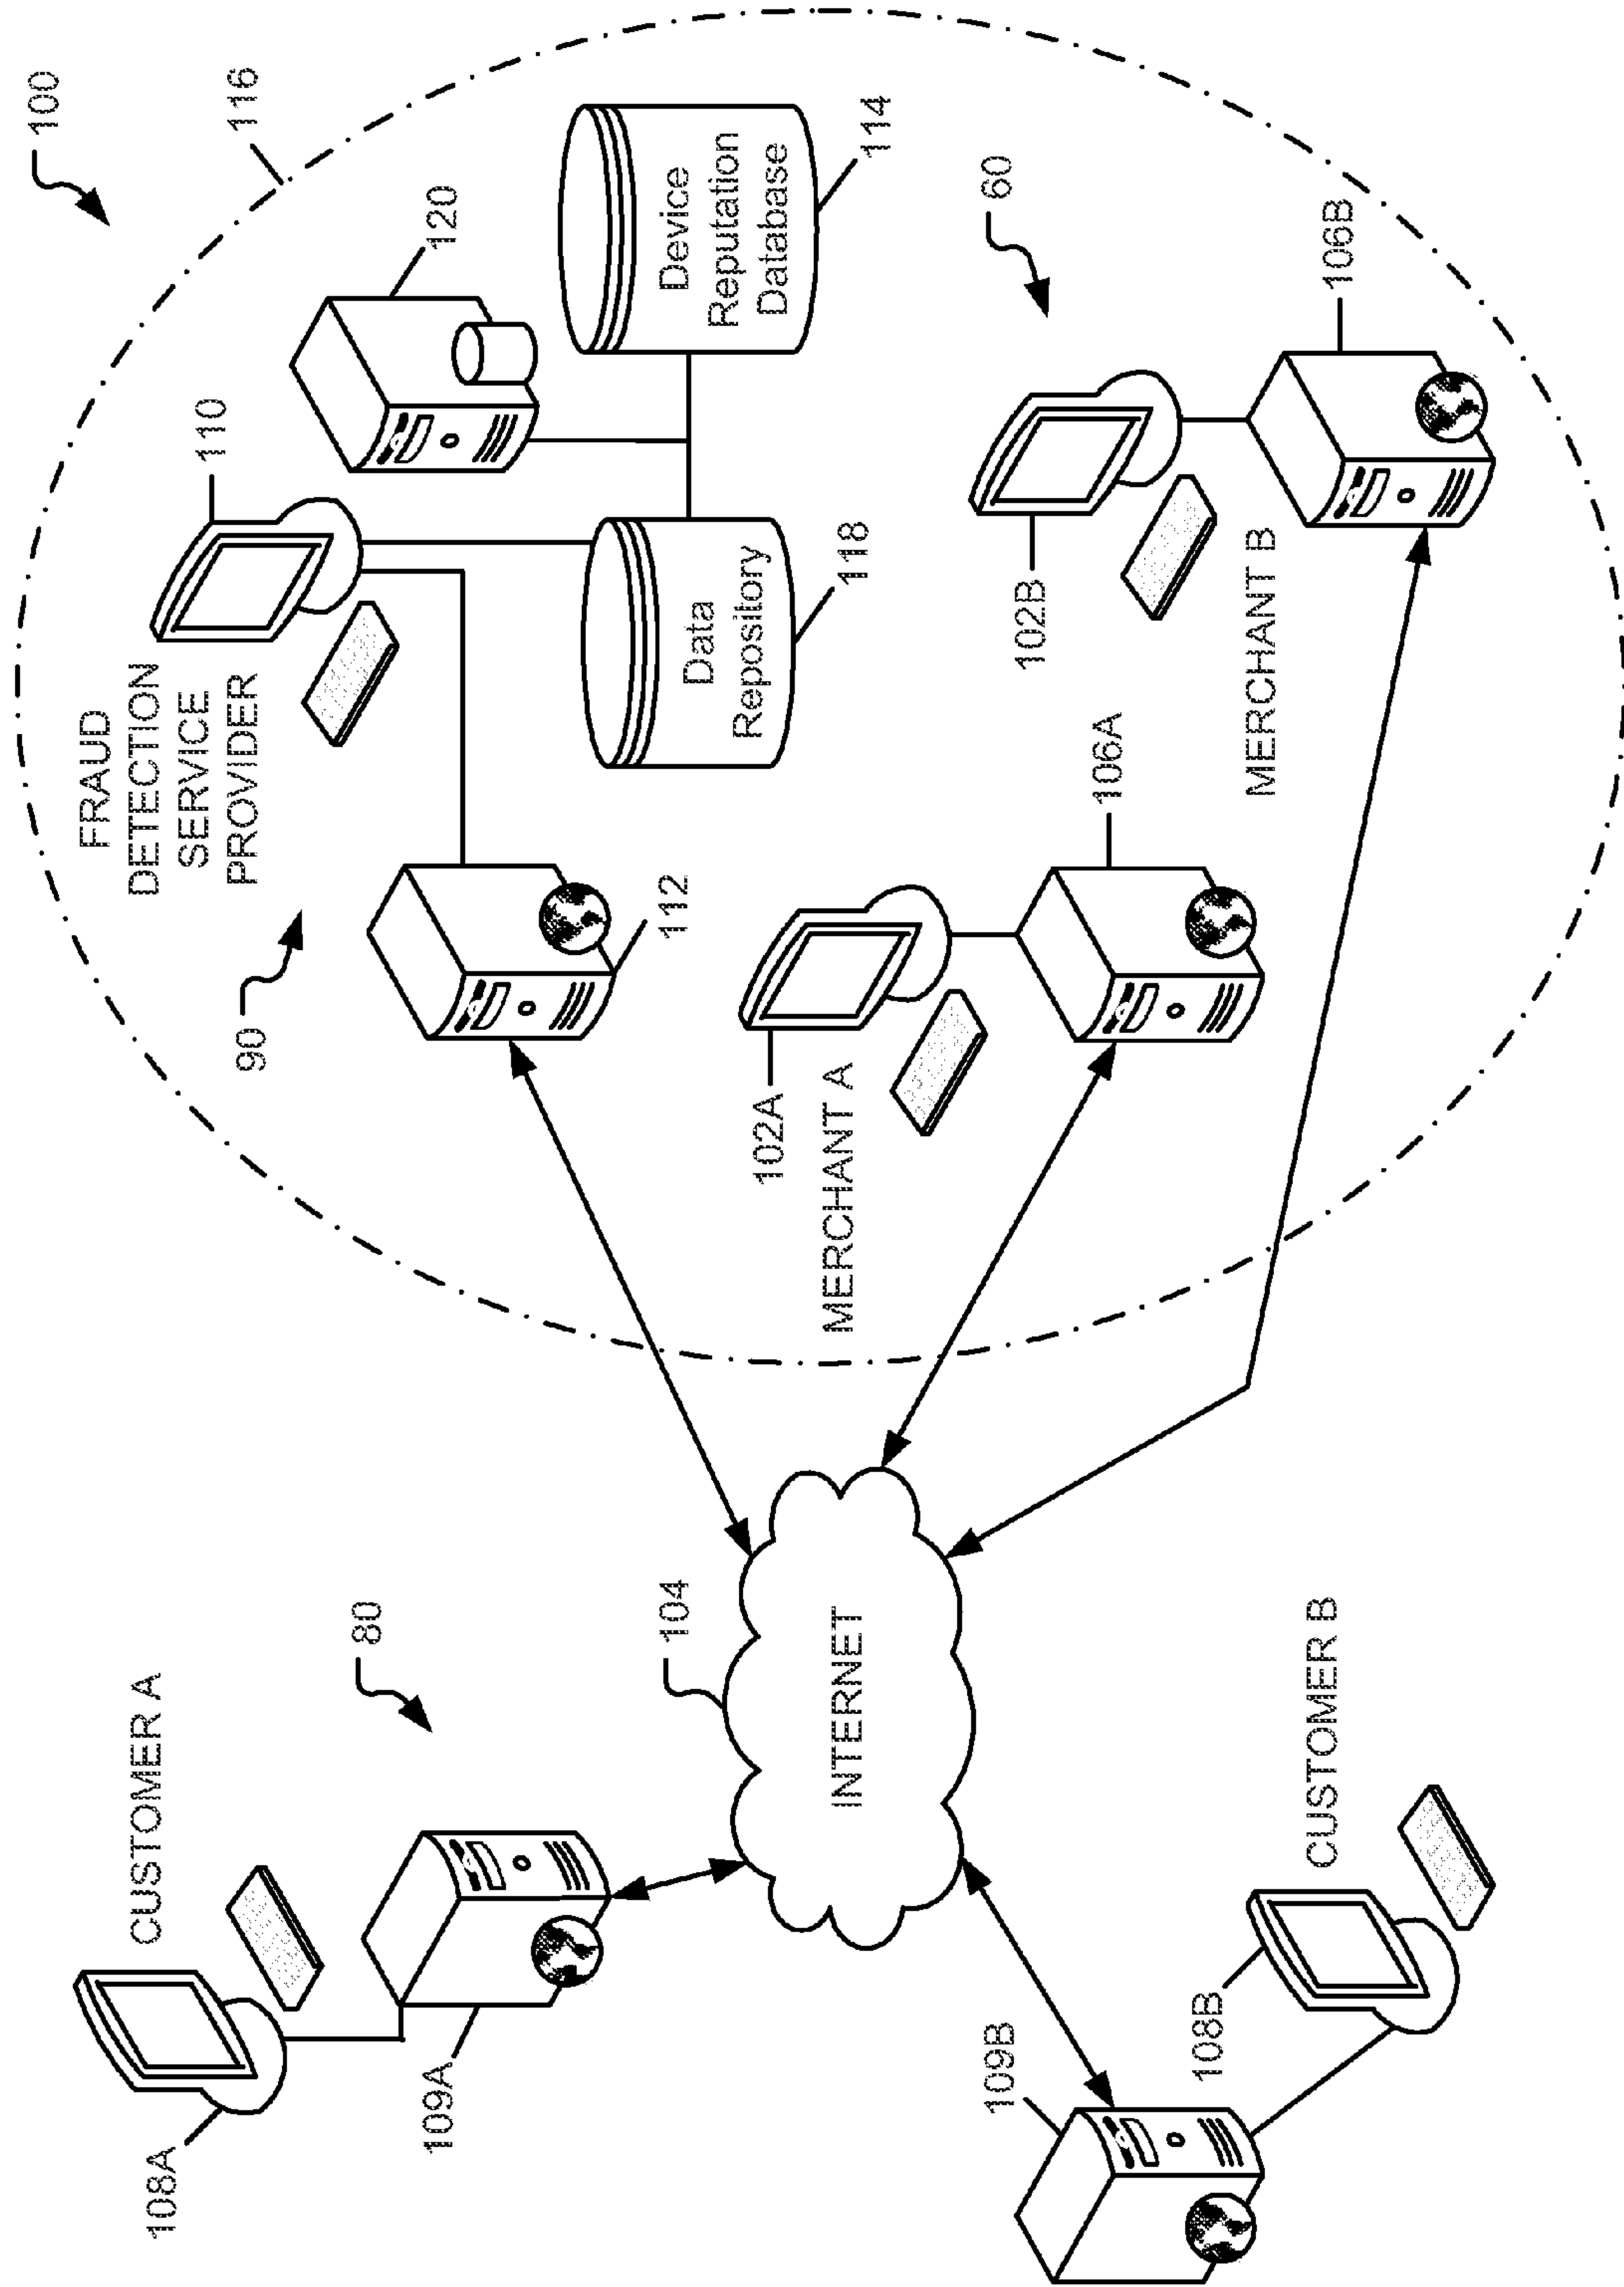 100
116
FRAUD
DETECTION
SERVICE
PROVIDER
110
120
90
112
Data
Repository
118
Device
Reputation
Database
114
CUSTOMER A
108A
109A
80
104
INTERNET
102A
MERCHANT A
106A
60
102B
MERCHANT B
106B
109B
108B
CUSTOMER B